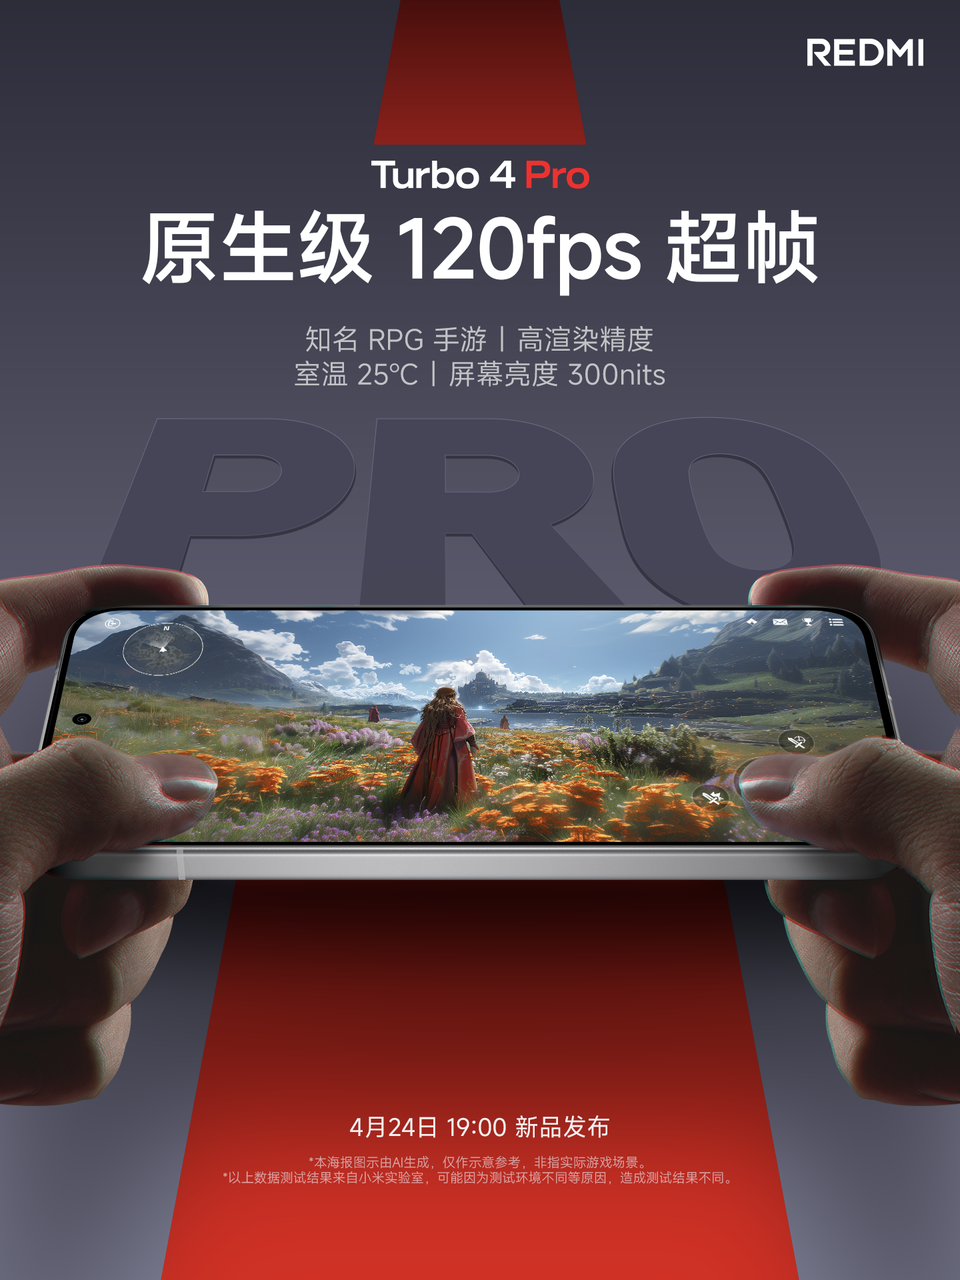 REDMI
Turbo 4 Pro
原生级 120fps 超帧
知名 RPG 手游 | 高渲染精度
室温 25℃ | 屏幕亮度 300nits
PRO
N
4月24日 19:00 新品发布
*本海报图示由AI生成，仅作示意参考，非指实际游戏场景。
*以上数据测试结果来自小米实验室，可能因为测试环境不同等原因，造成测试结果不同。